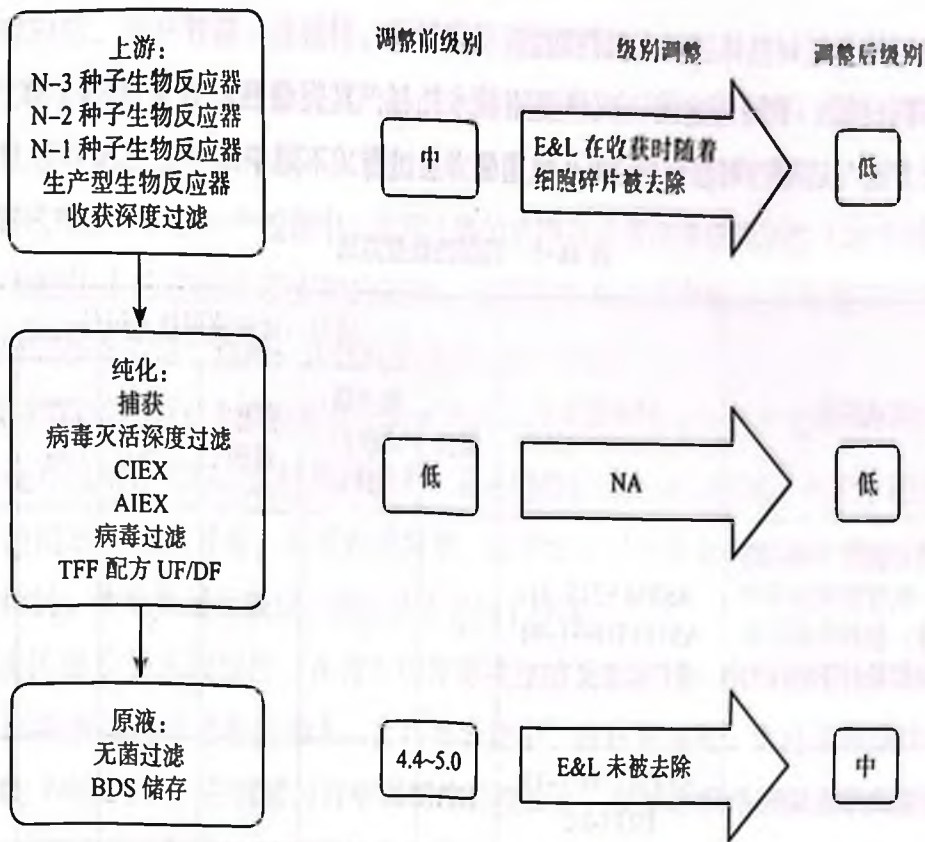 上游:
N-3 种子生物反应器
N-2 种子生物反应器
N-1 种子生物反应器
生产型生物反应器
收获深度过滤
调整前级别
级别调整
调整后级别
中
E&L 在收获时随着
细胞碎片被去除
低
纯化:
捕获
病毒灭活深度过滤
CIEX
AIEX
病毒过滤
TFF 配方 UF/DF
低
NA
低
原液:
无菌过滤
BDS 储存
4.4~5.0
E&L 未被去除
中